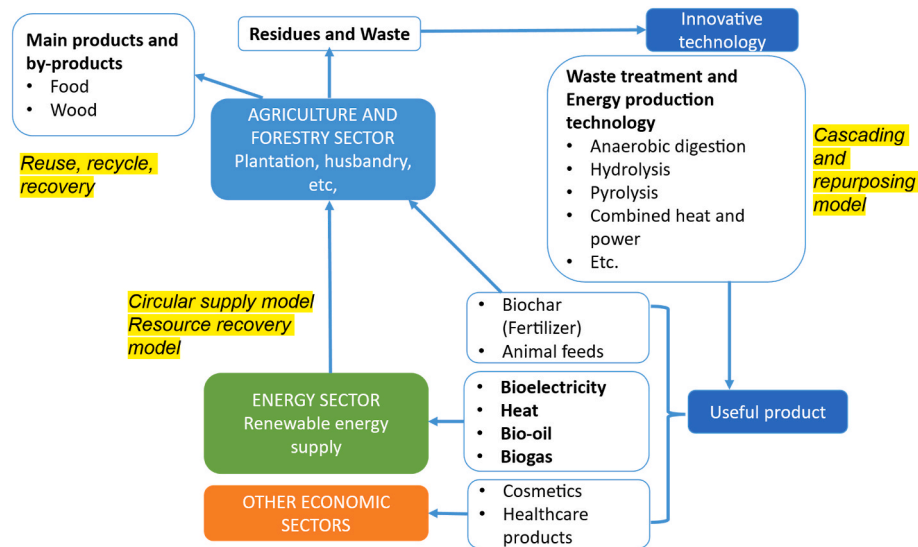 Main products and
by-products
• Food
• Wood
Residues and Waste
Innovative
technology
AGRICULTURE AND
FORESTRY SECTOR
Plantation, husbandry,
etc,
Waste treatment and
Energy production
technology
• Anaerobic digestion
• Hydrolysis
• Pyrolysis
• Combined heat and
power
• Etc.
Cascading
and
repurposing
model
Reuse, recycle,
recovery
Circular supply model
Resource recovery
model
• Biochar
(Fertilizer)
• Animal feeds
ENERGY SECTOR
Renewable energy
supply
• Bioelectricity
• Heat
• Bio-oil
• Biogas
Useful product
OTHER ECONOMIC
SECTORS
• Cosmetics
• Healthcare
products